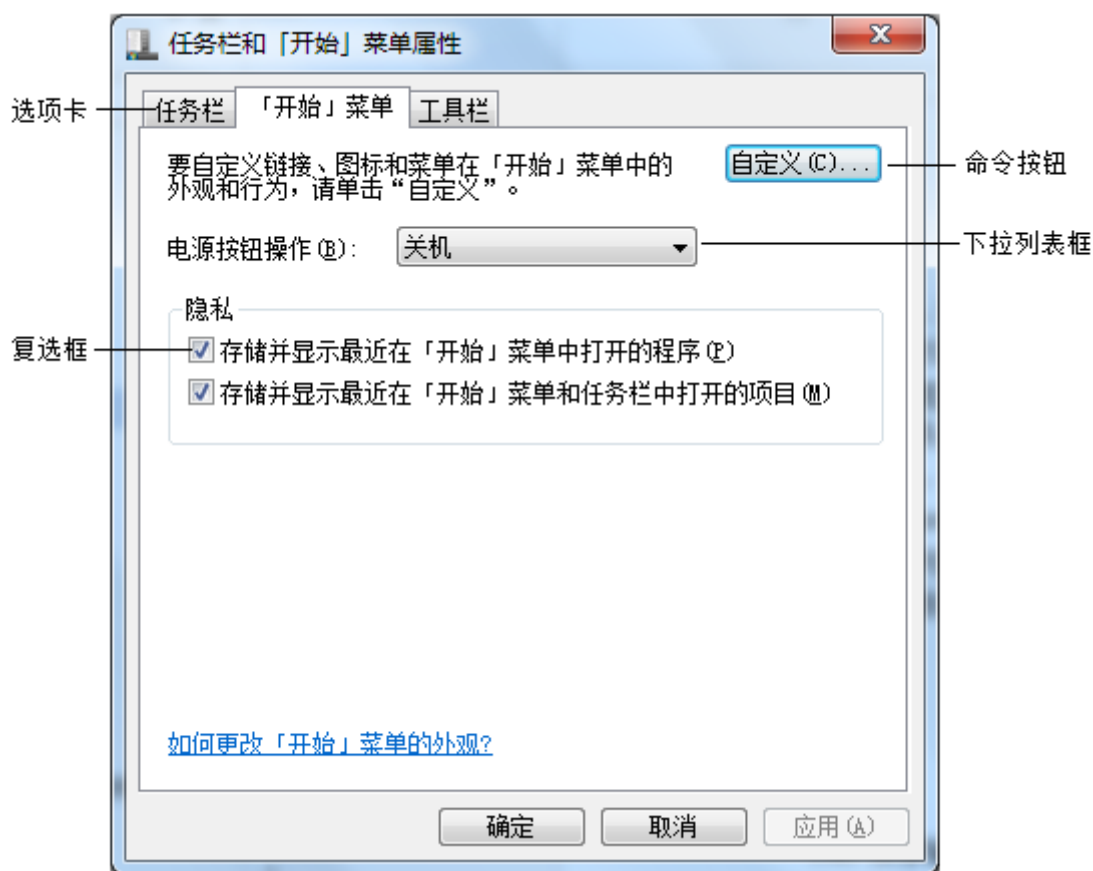 任务栏和「开始」菜单属性
选项卡
任务栏 「开始」菜单 工具栏
要自定义链接、图标和菜单在「开始」菜单中的
外观和行为，请单击“自定义”。
自定义(C)...
命令按钮
电源按钮操作(B):
关机
下拉列表框
隐私
复选框
存储并显示最近在「开始」菜单中打开的程序(P)
存储并显示最近在「开始」菜单和任务栏中打开的项目(M)
如何更改「开始」菜单的外观?
确定 取消 应用(A)